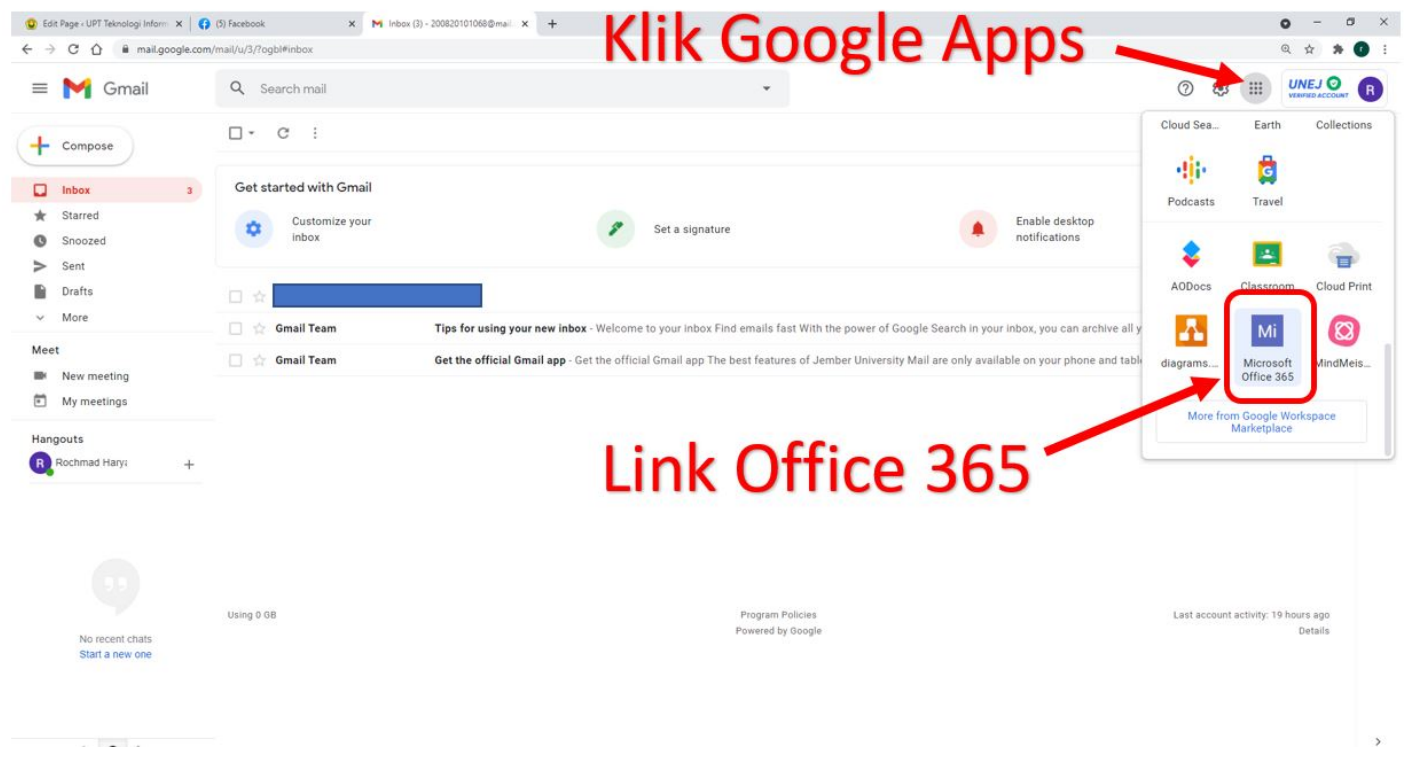 Edit Page ‹ UPT Teknologi Inform
(5) Facebook
Inbox (3) - 200820101068@mail.
Klik Google Apps
mail.google.com/mail/u/3/?ogbl#inbox
Gmail
Search mail
UNEJ
VERIFIED ACCOUNT
R
Compose
Inbox 3
Starred
Snoozed
Sent
Drafts
More
Meet
New meeting
My meetings
Hangouts
R
Rochmad Hary
No recent chats
Start a new one
Get started with Gmail
Customize your
inbox
Set a signature
Enable desktop
notifications
Gmail Team Tips for using your new inbox - Welcome to your inbox Find emails fast With the power of Google Search in your inbox, you can archive all y
Gmail Team Get the official Gmail app - Get the official Gmail app The best features of Jember University Mail are only available on your phone and tabl
Cloud Sea... Earth Collections
Podcasts Travel
AODocs Classroom Cloud Print
Mi
diagrams.... Microsoft
Office 365
MindMeis...
More from Google Workspace
Marketplace
Link Office 365
Using 0 GB
Program Policies
Powered by Google
Last account activity: 19 hours ago
Details